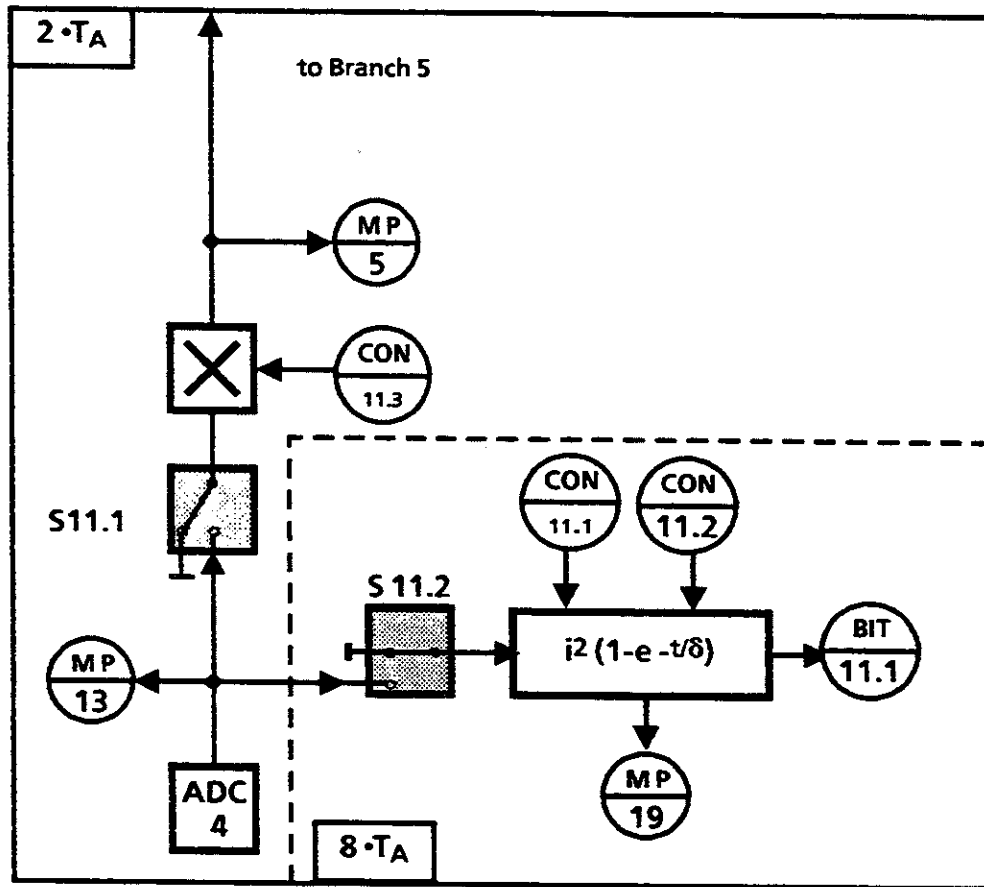 2 •TA
to Branch 5
MP
5
CON
11.3
S11.1
CON
11.1
CON
11.2
S 11.2
i2 (1-e -t/δ)
BIT
11.1
MP
13
ADC
4
MP
19
8 •TA